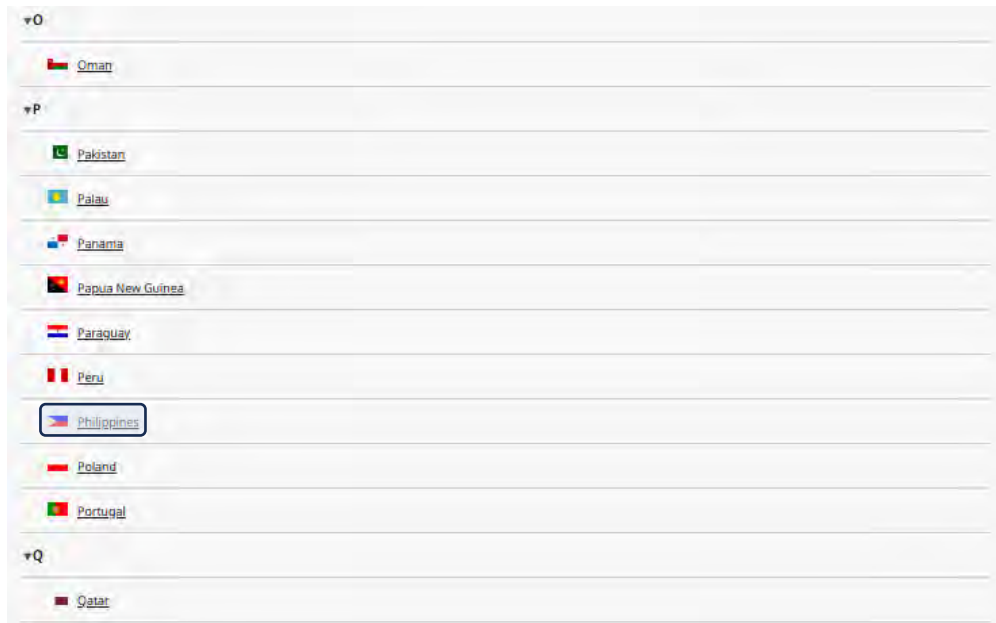 ▾O
Oman
▾P
Pakistan
Palau
Panama
Papua New Guinea
Paraguay
Peru
Philippines
Poland
Portugal
▾Q
Qatar